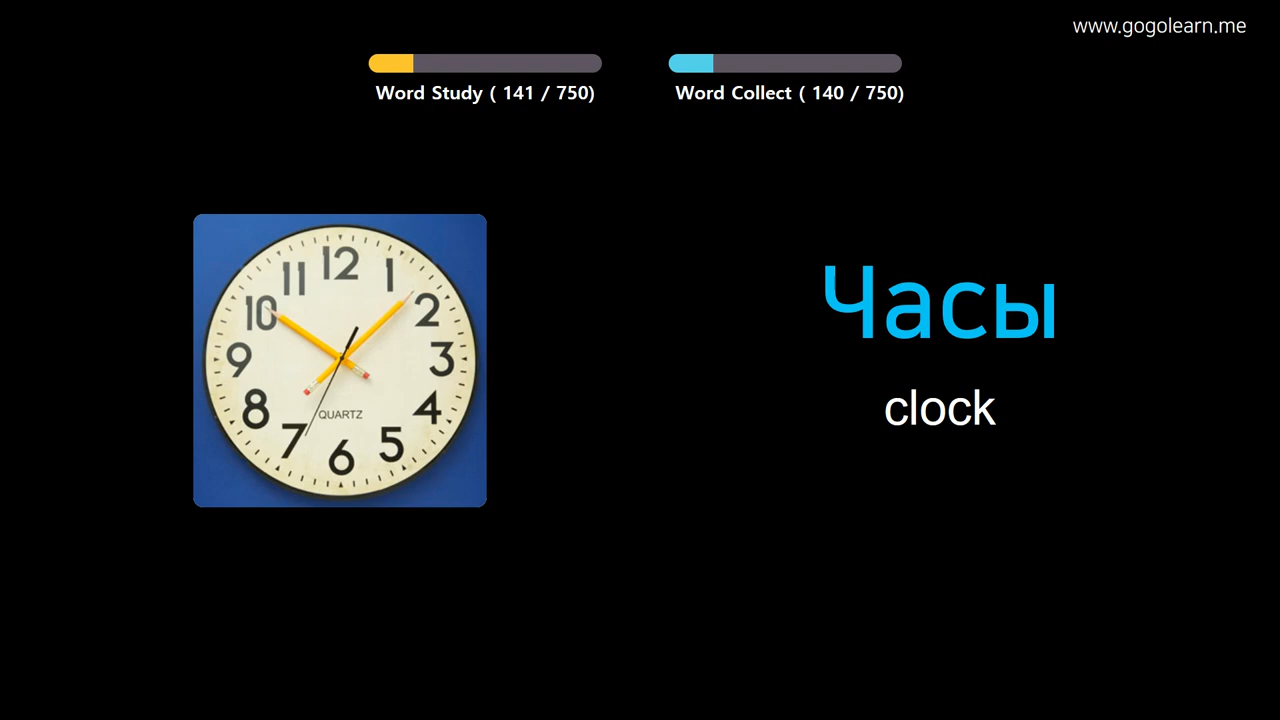 www.gogolearn.me
Word Study ( 141 / 750)
Word Collect ( 140 / 750)
12
11
1
10
2
9
3
8
4
7
5
6
QUARTZ
Часы
clock